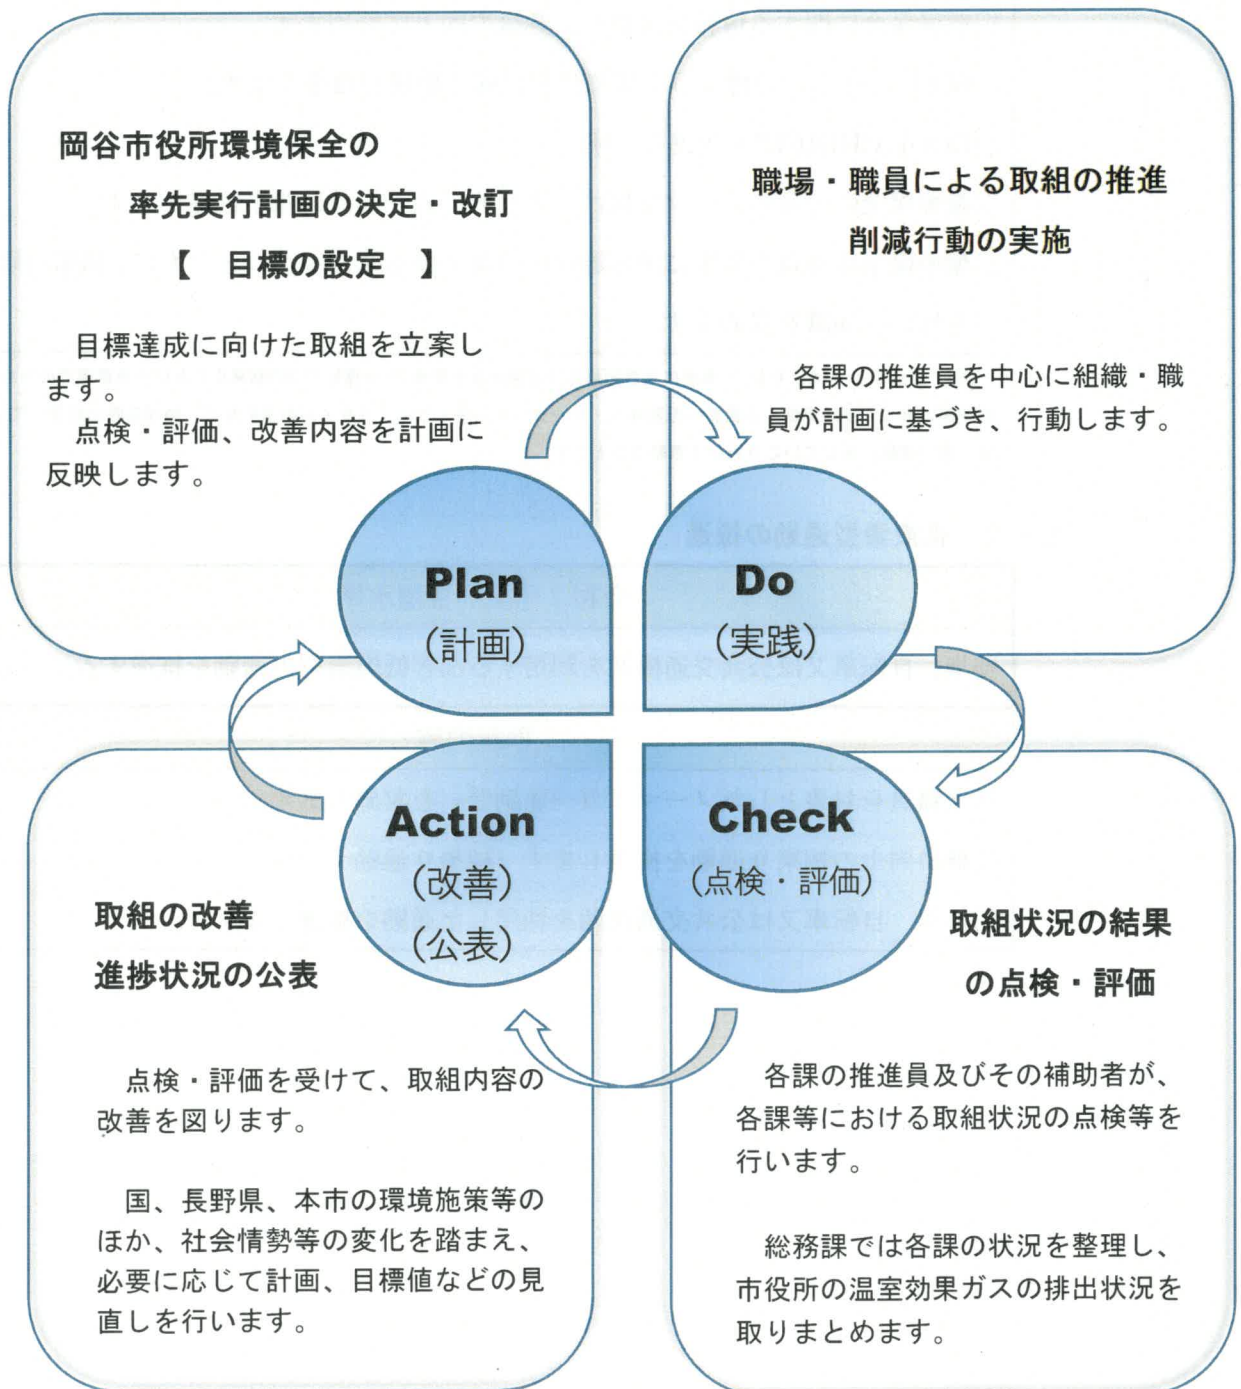 岡谷市役所環境保全の
率先実行計画の決定・改訂
【　目標の設定　】
目標達成に向けた取組を立案し
ます。
点検・評価、改善内容を計画に
反映します。
Plan
（計画）
職場・職員による取組の推進
削減行動の実施
各課の推進員を中心に組織・職
員が計画に基づき、行動します。
Do
（実践）
Check
（点検・評価）
取組状況の結果
の点検・評価
各課の推進員及びその補助者が、
各課等における取組状況の点検等を
行います。
総務課では各課の状況を整理し、
市役所の温室効果ガスの排出状況を
取りまとめます。
Action
（改善）
（公表）
取組の改善
進捗状況の公表
点検・評価を受けて、取組内容の
改善を図ります。
国、長野県、本市の環境施策等の
ほか、社会情勢等の変化を踏まえ、
必要に応じて計画、目標値などの見
直しを行います。